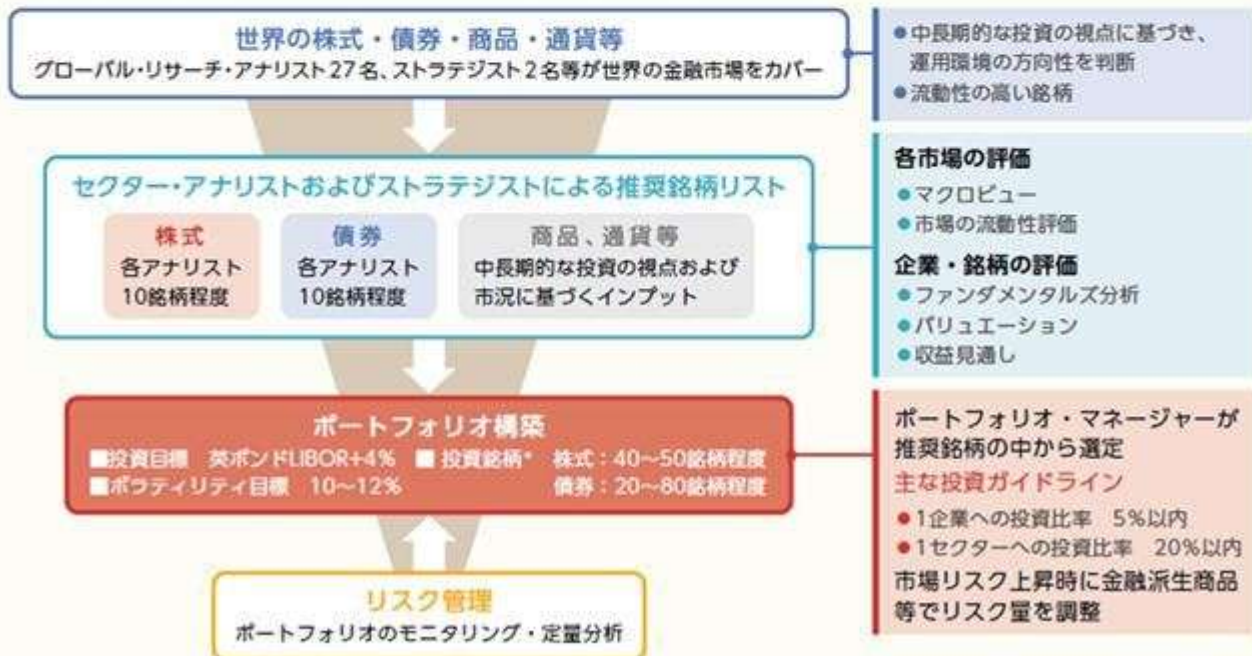 世界の株式・債券・商品・通貨等
グローバル・リサーチ・アナリスト27名、ストラテジスト2名等が世界の金融市場をカバー
●中長期的な投資の視点に基づき、
運用環境の方向性を判断
●流動性の高い銘柄
セクター・アナリストおよびストラテジストによる推奨銘柄リスト
株式
各アナリスト
10銘柄程度
債券
各アナリスト
10銘柄程度
商品、通貨等
中長期的な投資の視点および
市況に基づくインプット
各市場の評価
●マクロビュー
●市場の流動性評価
企業・銘柄の評価
●ファンダメンタルズ分析
●バリュエーション
●収益見通し
ポートフォリオ構築
■投資目標 英ポンドLIBOR+4% ■投資銘柄* 株式：40～50銘柄程度
■ボラティリティ目標 10～12% 債券：20～80銘柄程度
ポートフォリオ・マネージャーが
推奨銘柄の中から選定
主な投資ガイドライン
●1企業への投資比率 5%以内
●1セクターへの投資比率 20%以内
市場リスク上昇時に金融派生商品
等でリスク量を調整
リスク管理
ポートフォリオのモニタリング・定量分析